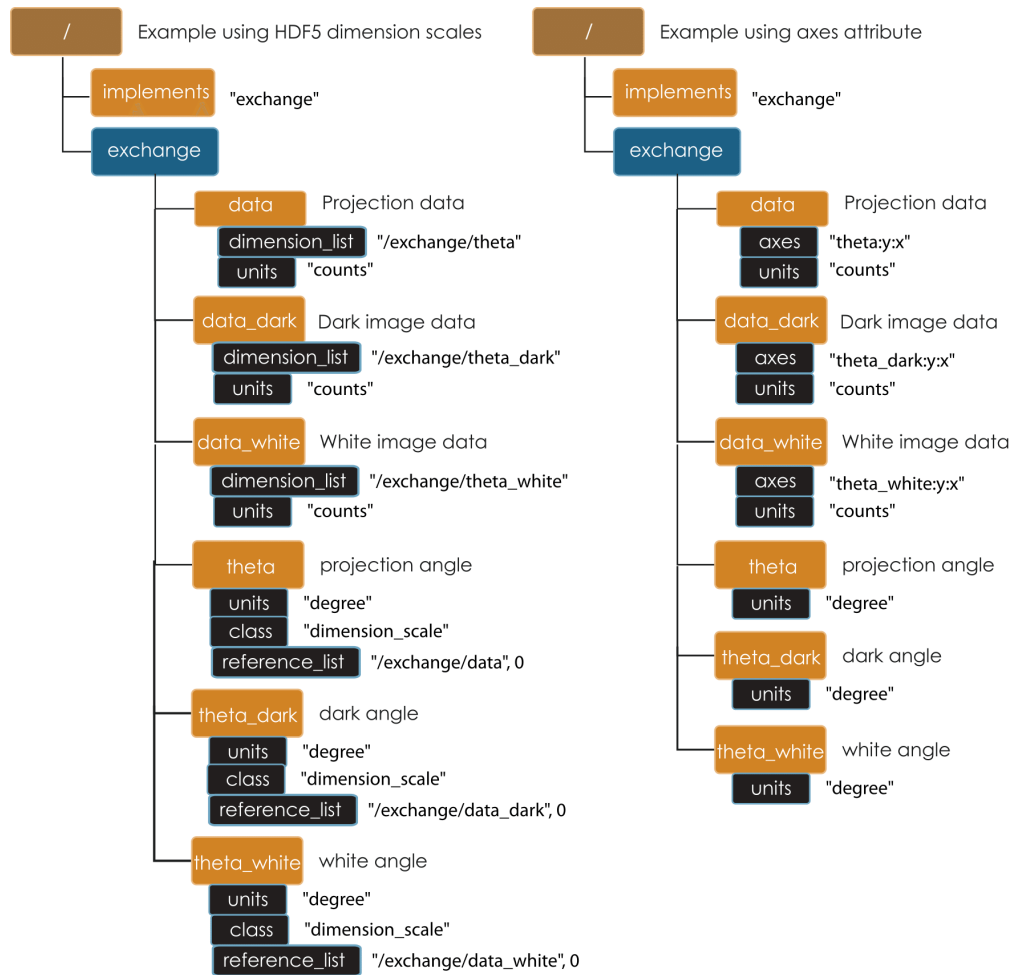 / Example using HDF5 dimension scales
implements "exchange"
exchange
data Projection data
dimension_list "/exchange/theta"
units "counts"
data_dark Dark image data
dimension_list "/exchange/theta_dark"
units "counts"
data_white White image data
dimension_list "/exchange/theta_white"
units "counts"
theta projection angle
units "degree"
class "dimension_scale"
reference_list "/exchange/data", 0
theta_dark dark angle
units "degree"
class "dimension_scale"
reference_list "/exchange/data_dark", 0
theta_white white angle
units "degree"
class "dimension_scale"
reference_list "/exchange/data_white", 0
/ Example using axes attribute
implements "exchange"
exchange
data Projection data
axes "theta:y:x"
units "counts"
data_dark Dark image data
axes "theta_dark:y:x"
units "counts"
data_white White image data
axes "theta_white:y:x"
units "counts"
theta projection angle
units "degree"
theta_dark dark angle
units "degree"
theta_white white angle
units "degree"